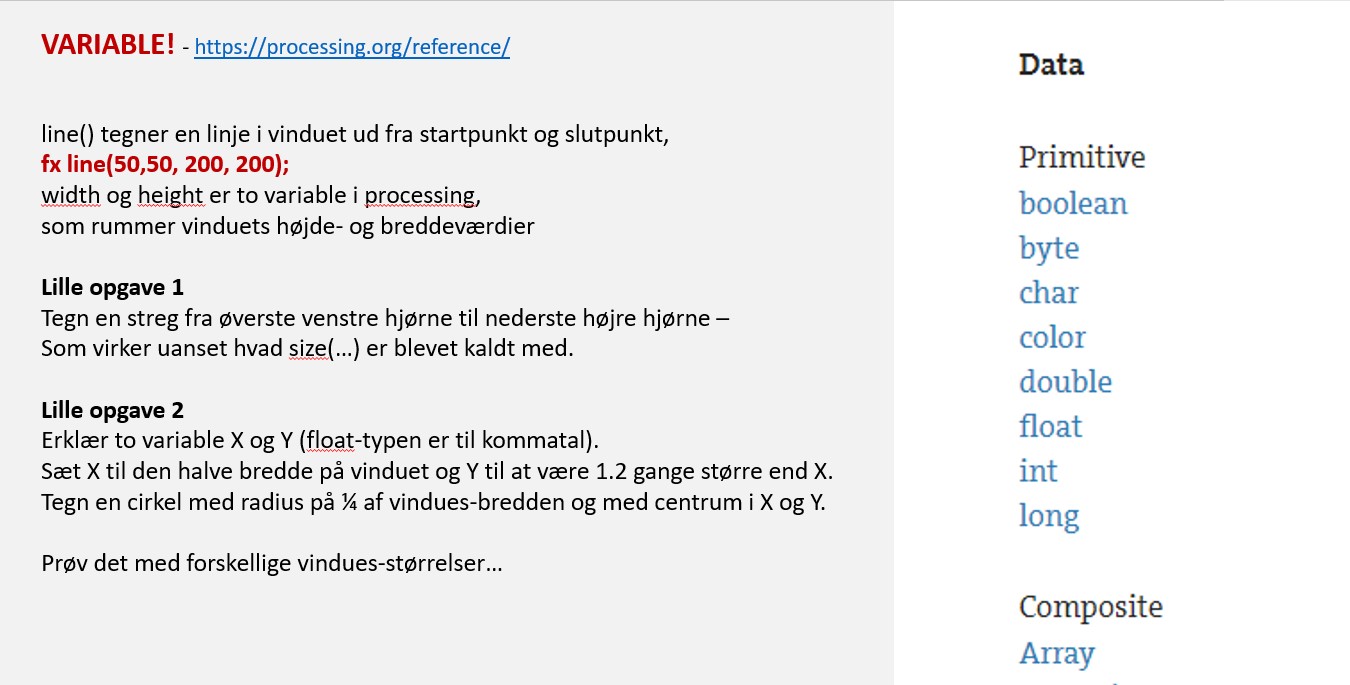 VARIABLE! - https://processing.org/reference/
line() tegner en linje i vinduet ud fra startpunkt og slutpunkt,
fx line(50,50, 200, 200);
width og height er to variable i processing,
som rummer vinduets højde- og breddeværdier
Lille opgave 1
Tegn en streg fra øverste venstre hjørne til nederste højre hjørne –
Som virker uanset hvad size(…) er blevet kaldt med.
Lille opgave 2
Erklær to variable X og Y (float-typen er til kommatal).
Sæt X til den halve bredde på vinduet og Y til at være 1.2 gange større end X.
Tegn en cirkel med radius på ¼ af vindues-bredden og med centrum i X og Y.
Prøv det med forskellige vindues-størrelser…
Data
Primitive
boolean
byte
char
color
double
float
int
long
Composite
Array